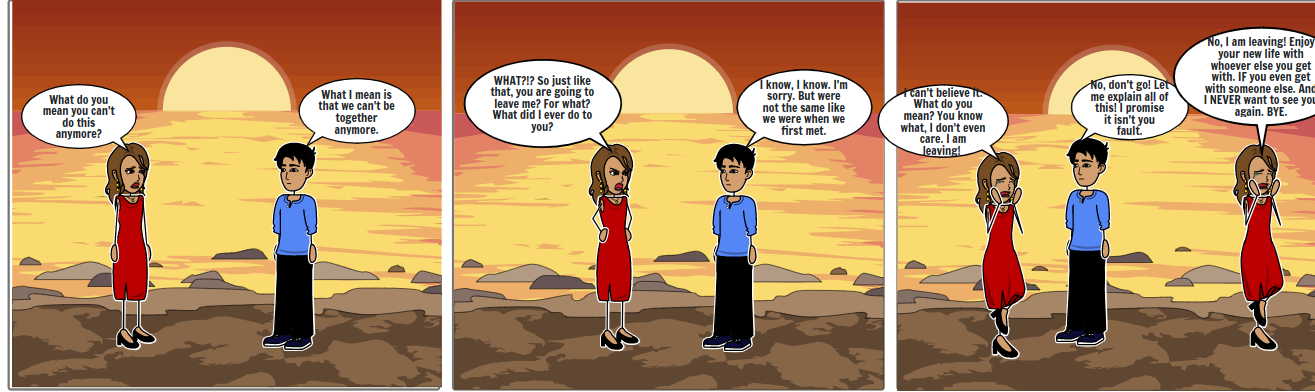 What do you
mean you can't
do this
anymore?
What I mean is
that we can't be
together
anymore.
WHAT?!? So just like
that, you are going to
leave me? For what?
What did I ever do to
you?
I know, I know. I'm
sorry. But were
not the same like
we were when we
first met.
I can't believe it.
What do you
mean? You know
what, I don't even
care. I am
leaving!
No, don't go! Let
me explain all of
this! I promise
it isn't you
fault.
No, I am leaving! Enjoy
your new life with
whoever else you get
with. IF you even get
with someone else. And
I NEVER want to see you
again. BYE.